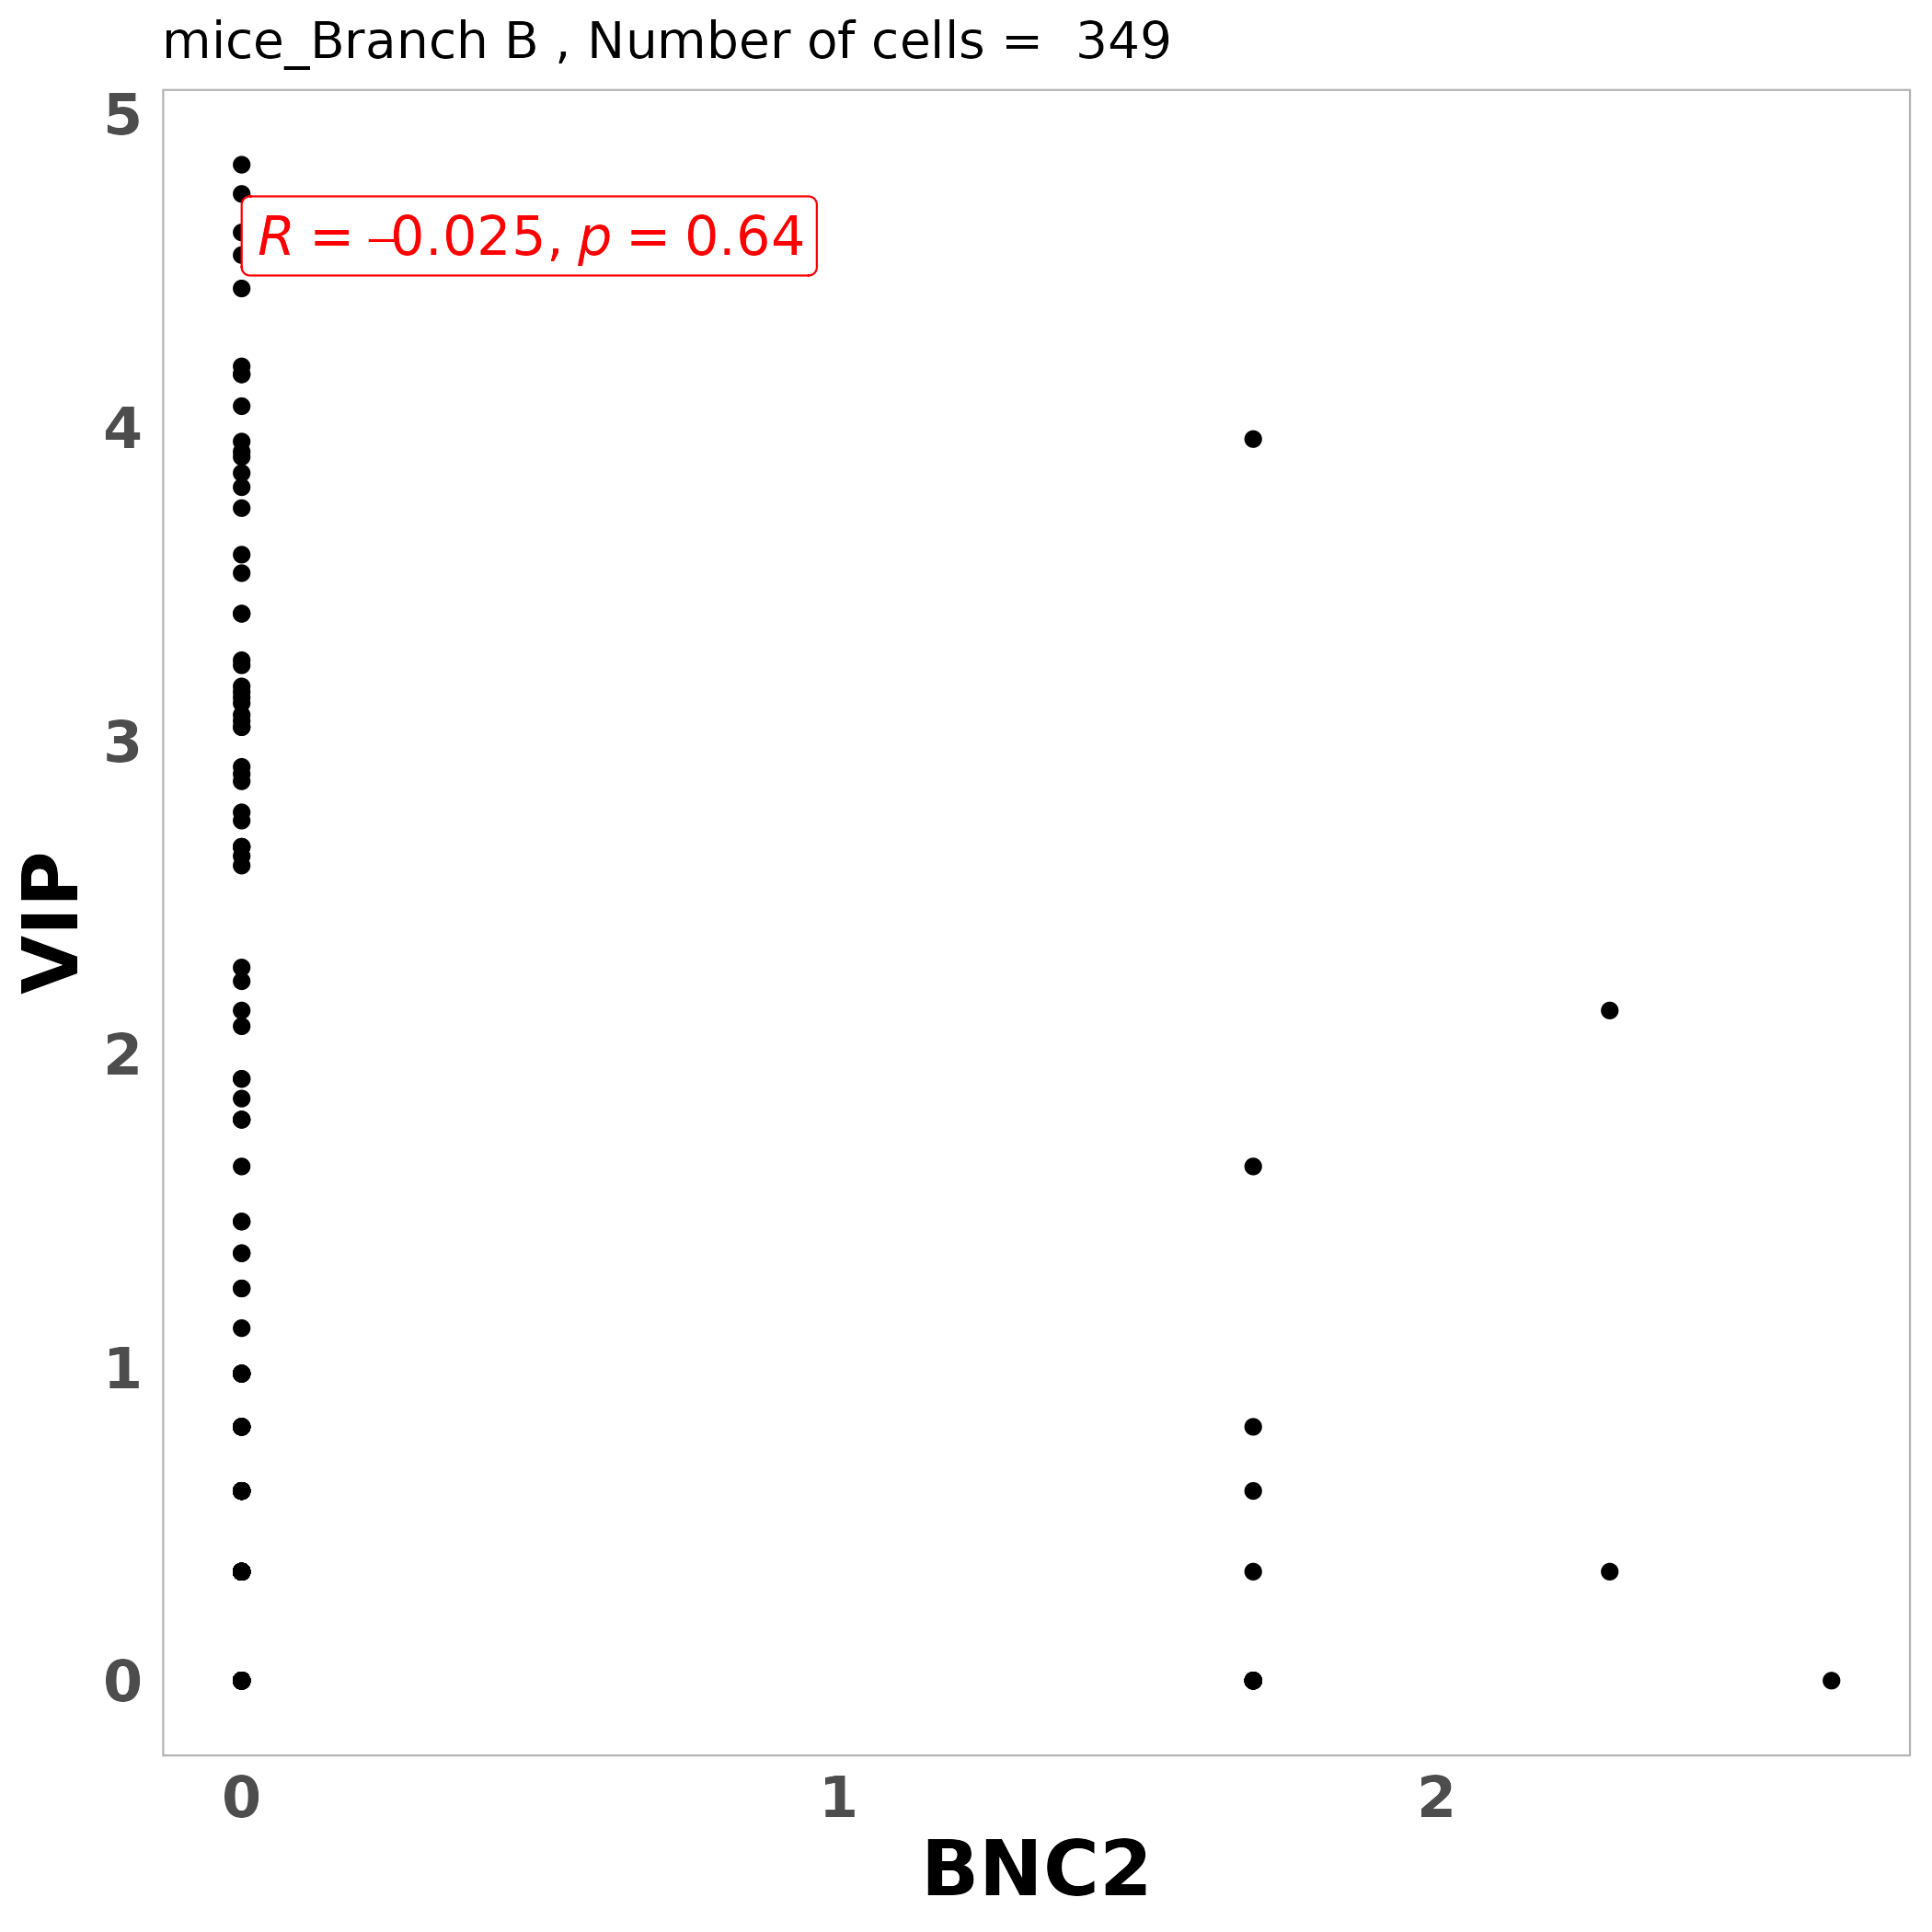 mice_Branch B , Number of cells =  349
5
R = –0.025, p = 0.64
4
3
VIP
2
1
0
0 1 2
BNC2